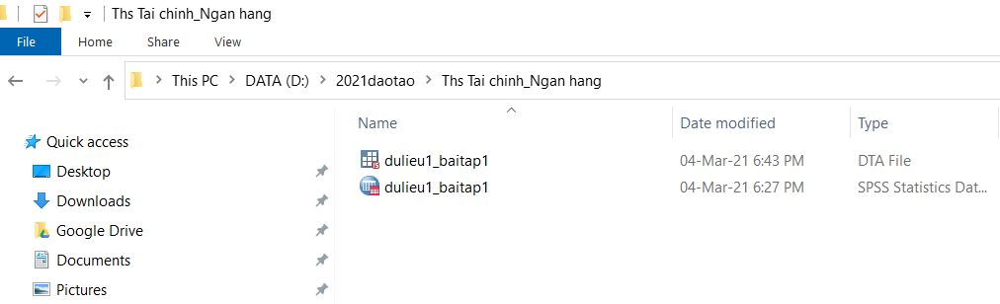 Ths Tai chinh_Ngan hang
File Home Share View
This PC DATA (D:) 2021daotao Ths Tai chinh_Ngan hang
Name Date modified Type
Quick access
dulieu1_baitap1 04-Mar-21 6:43 PM DTA File
Desktop
dulieu1_baitap1 04-Mar-21 6:27 PM SPSS Statistics Dat...
Downloads
Google Drive
Documents
Pictures